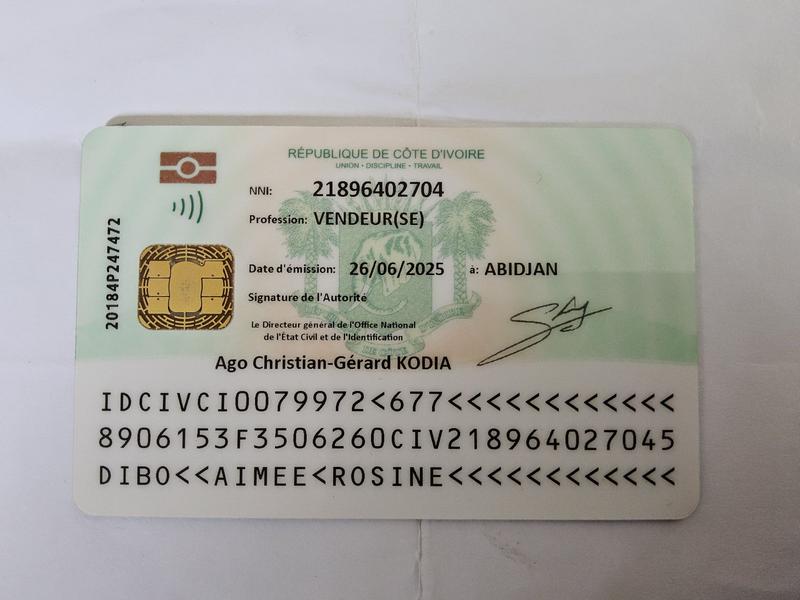 RÉPUBLIQUE DE CÔTE D'IVOIRE
UNION - DISCIPLINE - TRAVAIL
NNI: 21896402704
Profession: VENDEUR(SE)
20184P247472
Date d'émission: 26/06/2025 à: ABIDJAN
Signature de l'Autorité
Le Directeur général de l'Office National
de l'État Civil et de l'Identification
Ago Christian-Gérard KODIA
IDCIVCI0079972<677<<<<<<<<<<<<
8906153F3506260CIV218964027045
DIBO<<AIMEE<ROSINE<<<<<<<<<<<<